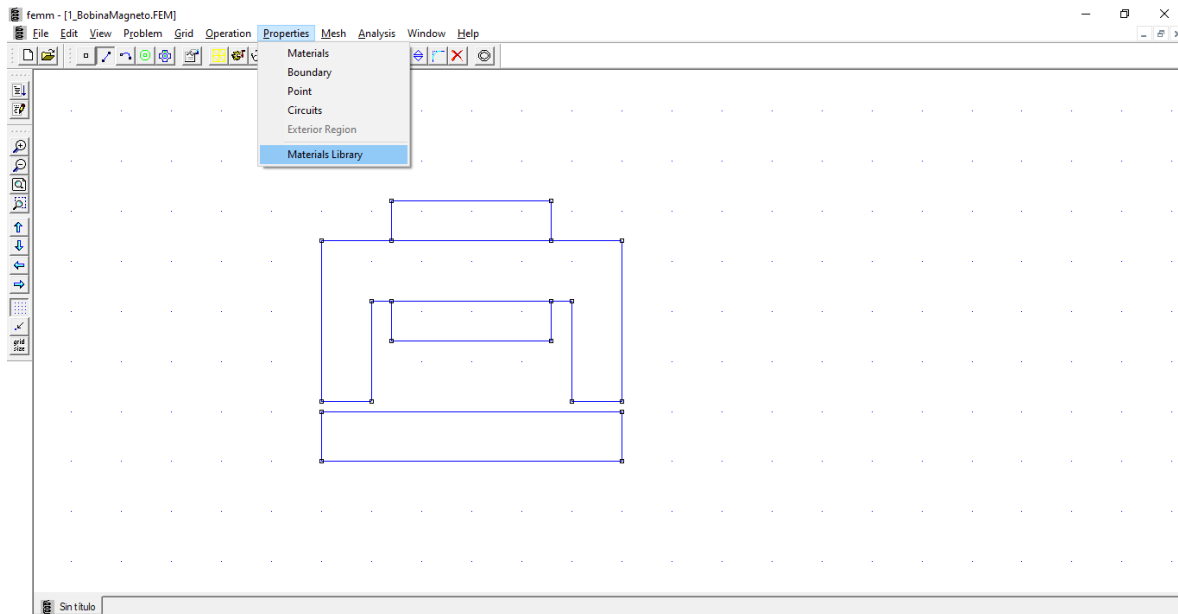 femm - [1_BobinaMagneto.FEM]
File Edit View Problem Grid Operation Properties Mesh Analysis Window Help
Materials
Boundary
Point
Circuits
Exterior Region
Materials Library
grid
size
Sin título